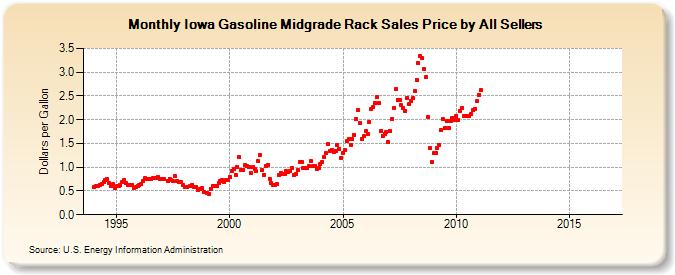 Monthly Iowa Gasoline Midgrade Rack Sales Price by All Sellers
Dollars per Gallon
3.5
3.0
2.5
2.0
1.5
1.0
0.5
0.0
1995 2000 2005 2010 2015
Source: U.S. Energy Information Administration